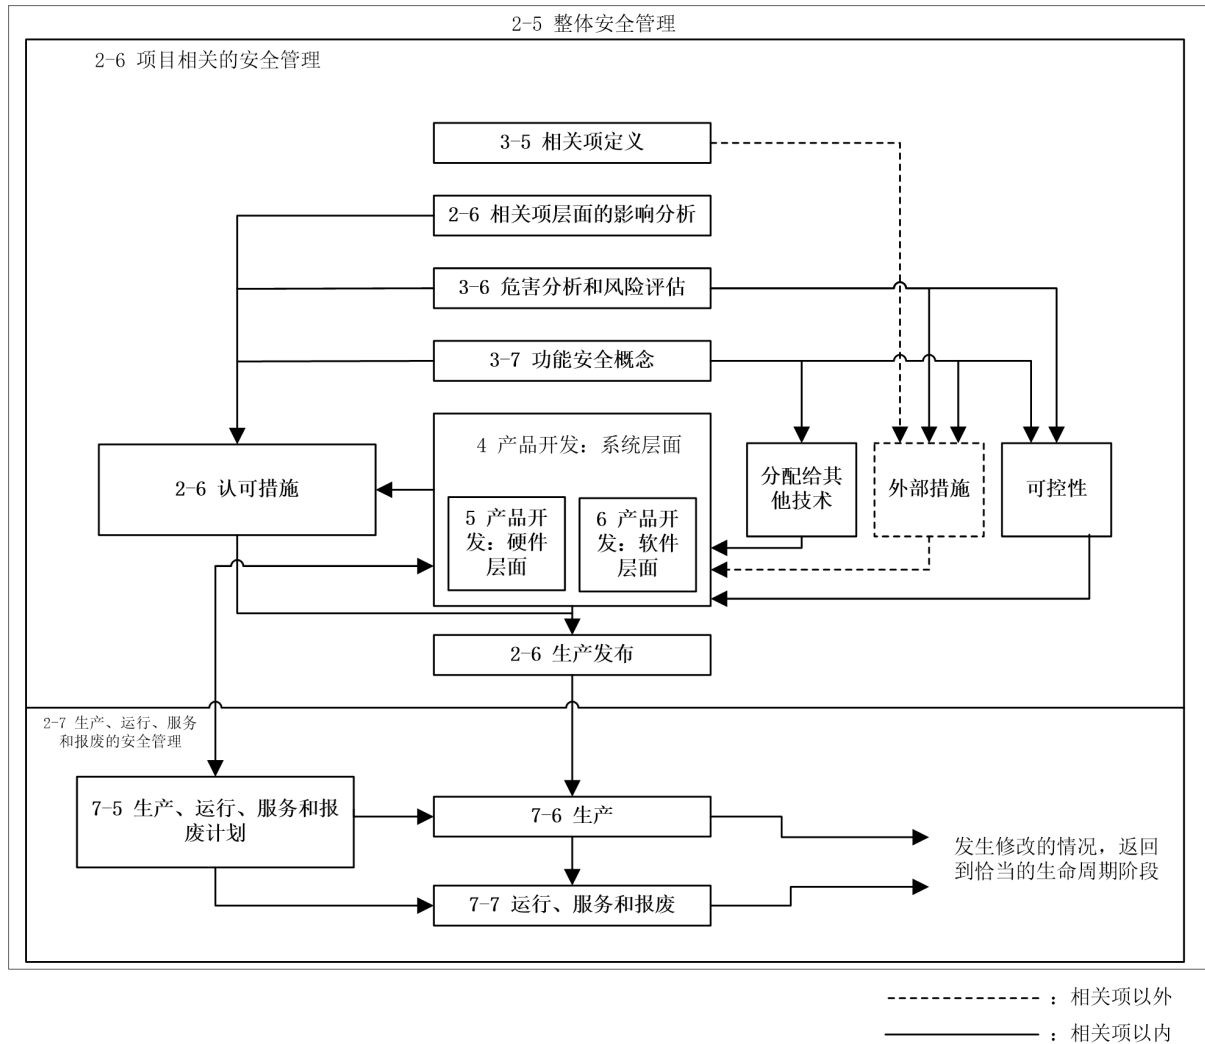 2-5 整体安全管理
2-6 项目相关的安全管理
3-5 相关项定义
2-6 相关项层面的影响分析
3-6 危害分析和风险评估
3-7 功能安全概念
4 产品开发：系统层面
2-6 认可措施
5 产品开
发：硬件
层面
6 产品开
发：软件
层面
分配给其
他技术
外部措施
可控性
2-6 生产发布
2-7 生产、运行、服务
和报废的安全管理
7-5 生产、运行、服务和报
废计划
7-6 生产
7-7 运行、服务和报废
发生修改的情况，返回
到恰当的生命周期阶段
：相关项以外
：相关项以内